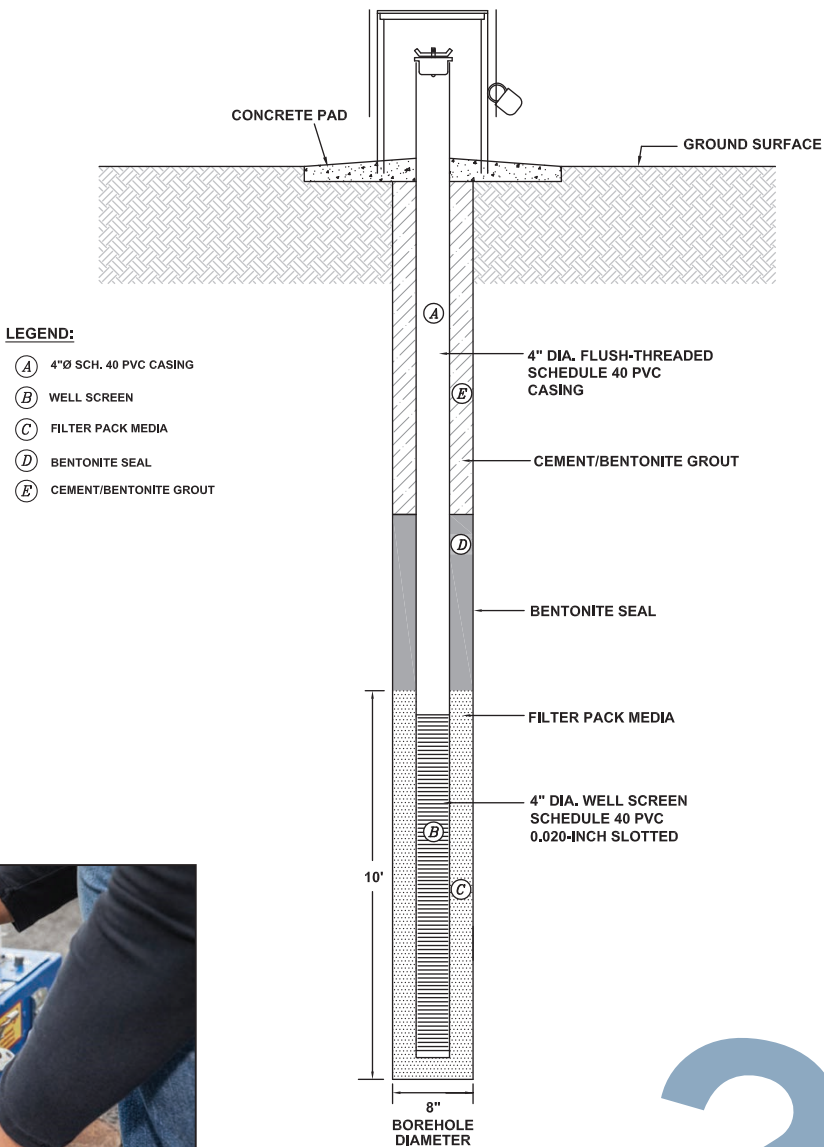 CONCRETE PAD
GROUND SURFACE
LEGEND:
A 4"Ø SCH. 40 PVC CASING
B WELL SCREEN
C FILTER PACK MEDIA
D BENTONITE SEAL
E CEMENT/BENTONITE GROUT
A
4" DIA. FLUSH-THREADED
SCHEDULE 40 PVC
CASING
E
CEMENT/BENTONITE GROUT
D
BENTONITE SEAL
FILTER PACK MEDIA
4" DIA. WELL SCREEN
SCHEDULE 40 PVC
0.020-INCH SLOTTED
B
10'
C
8"
BOREHOLE
DIAMETER